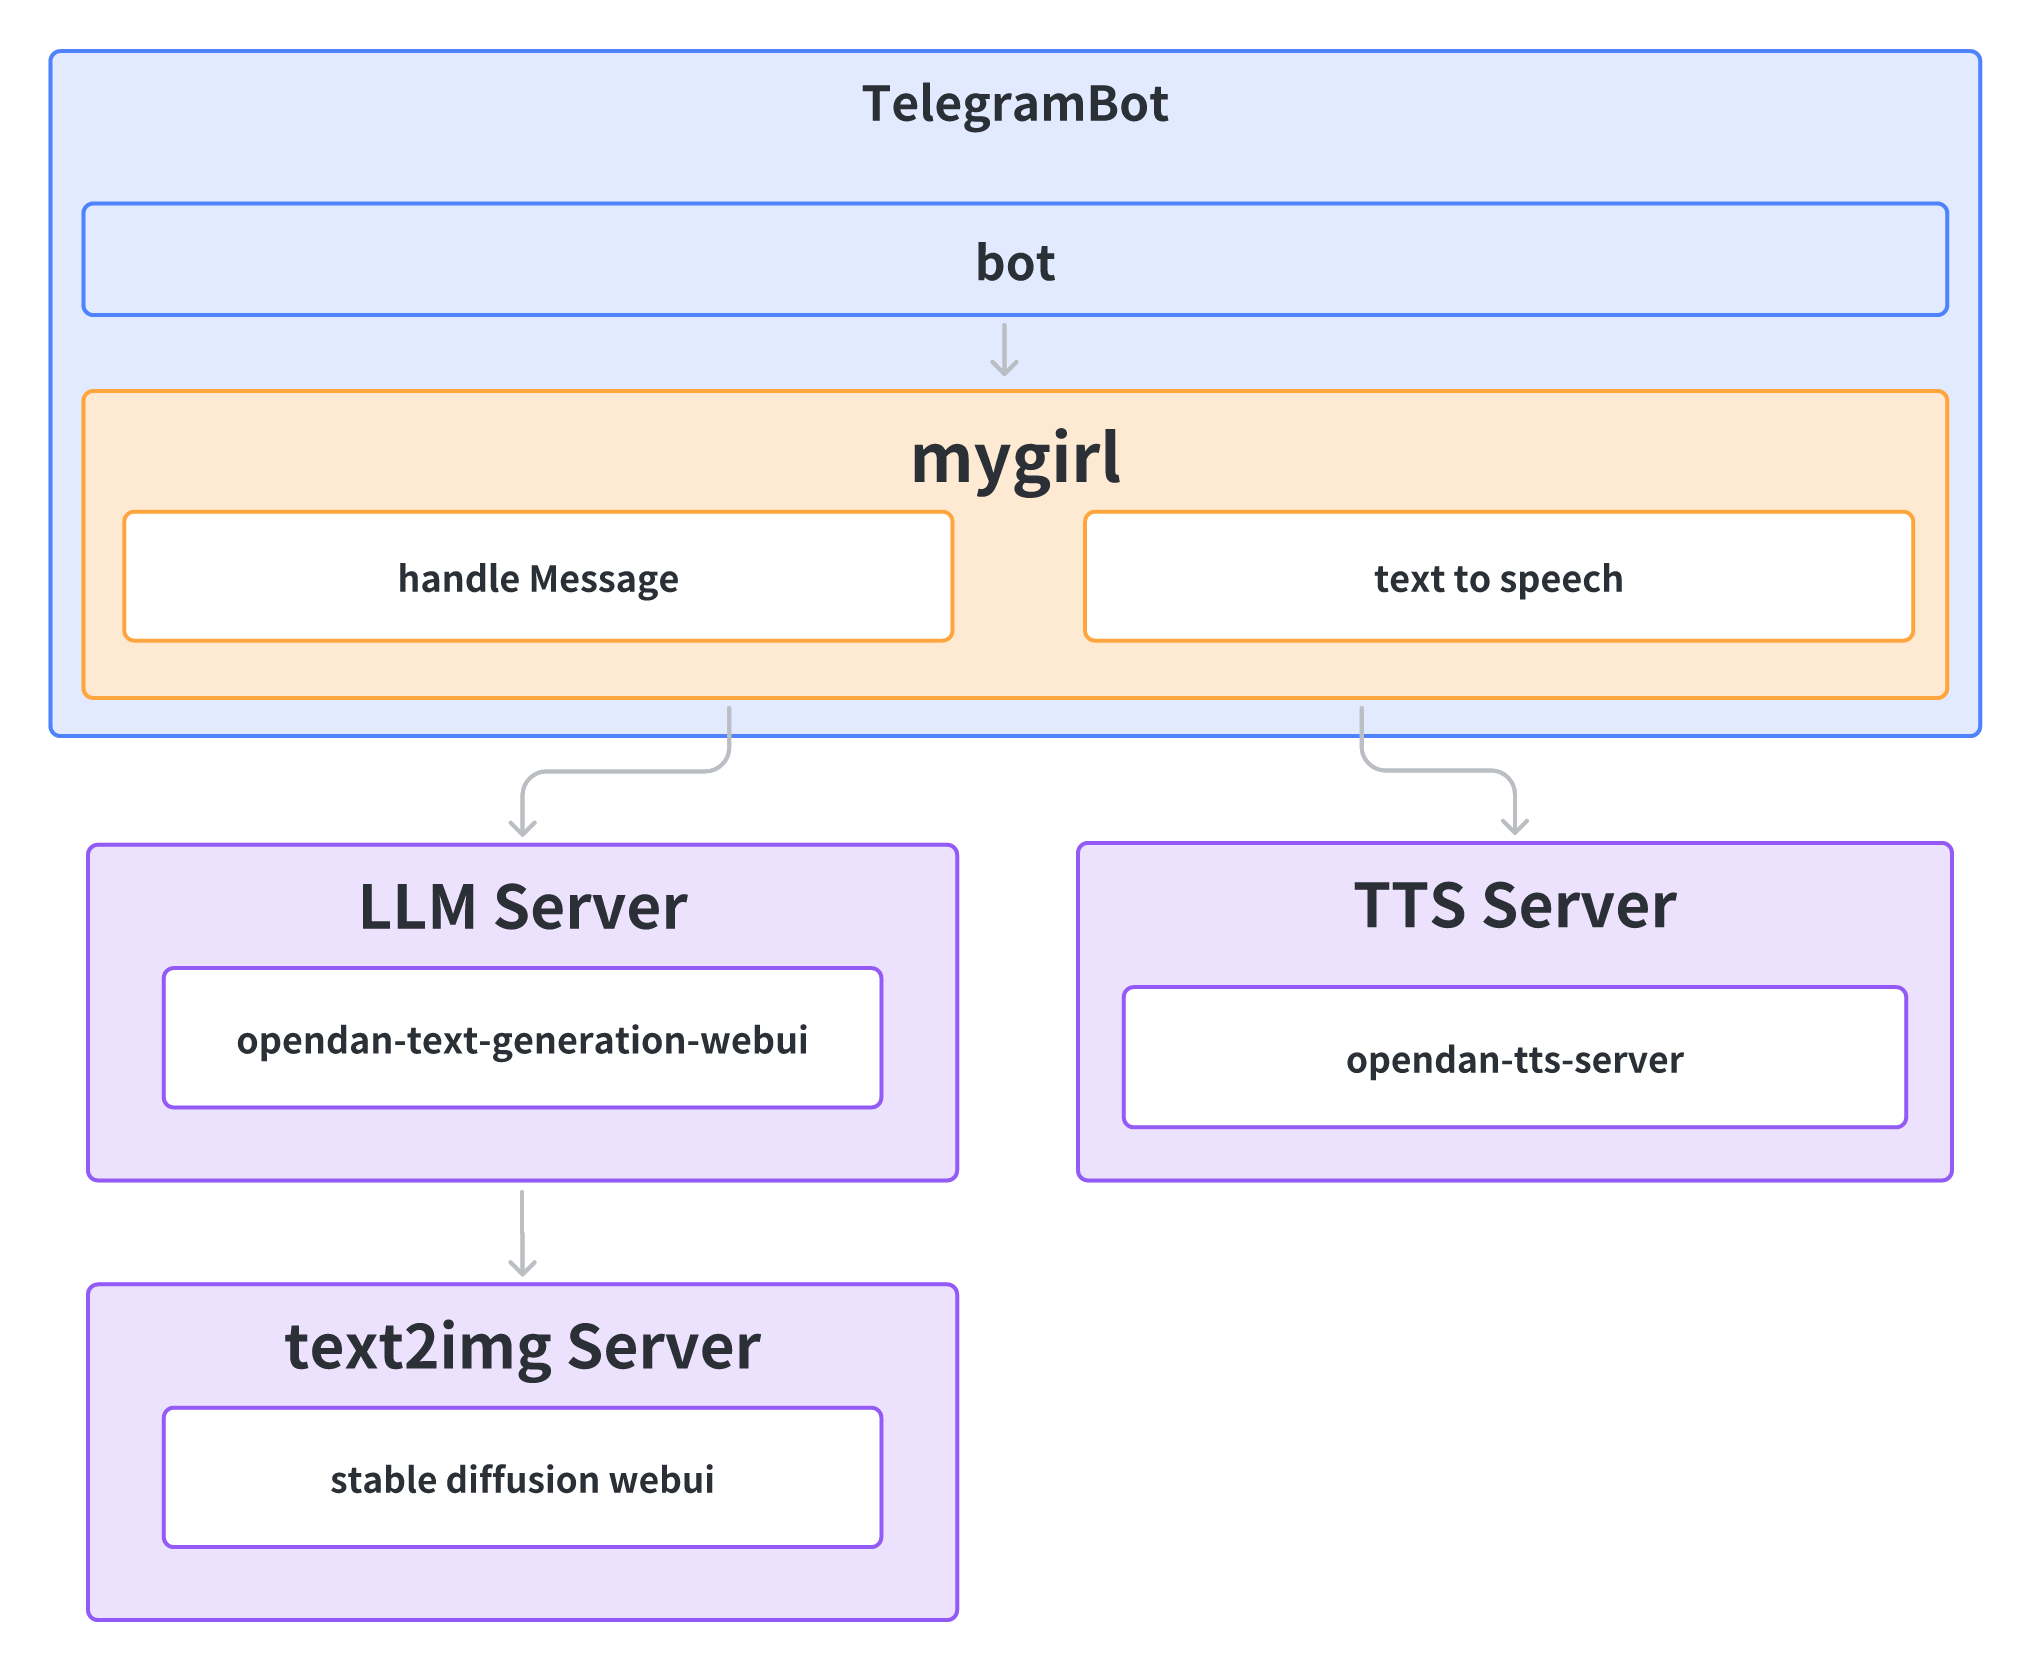 TelegramBot
bot
mygirl
handle Message
text to speech
LLM Server
opendan-text-generation-webui
TTS Server
opendan-tts-server
text2img Server
stable diffusion webui